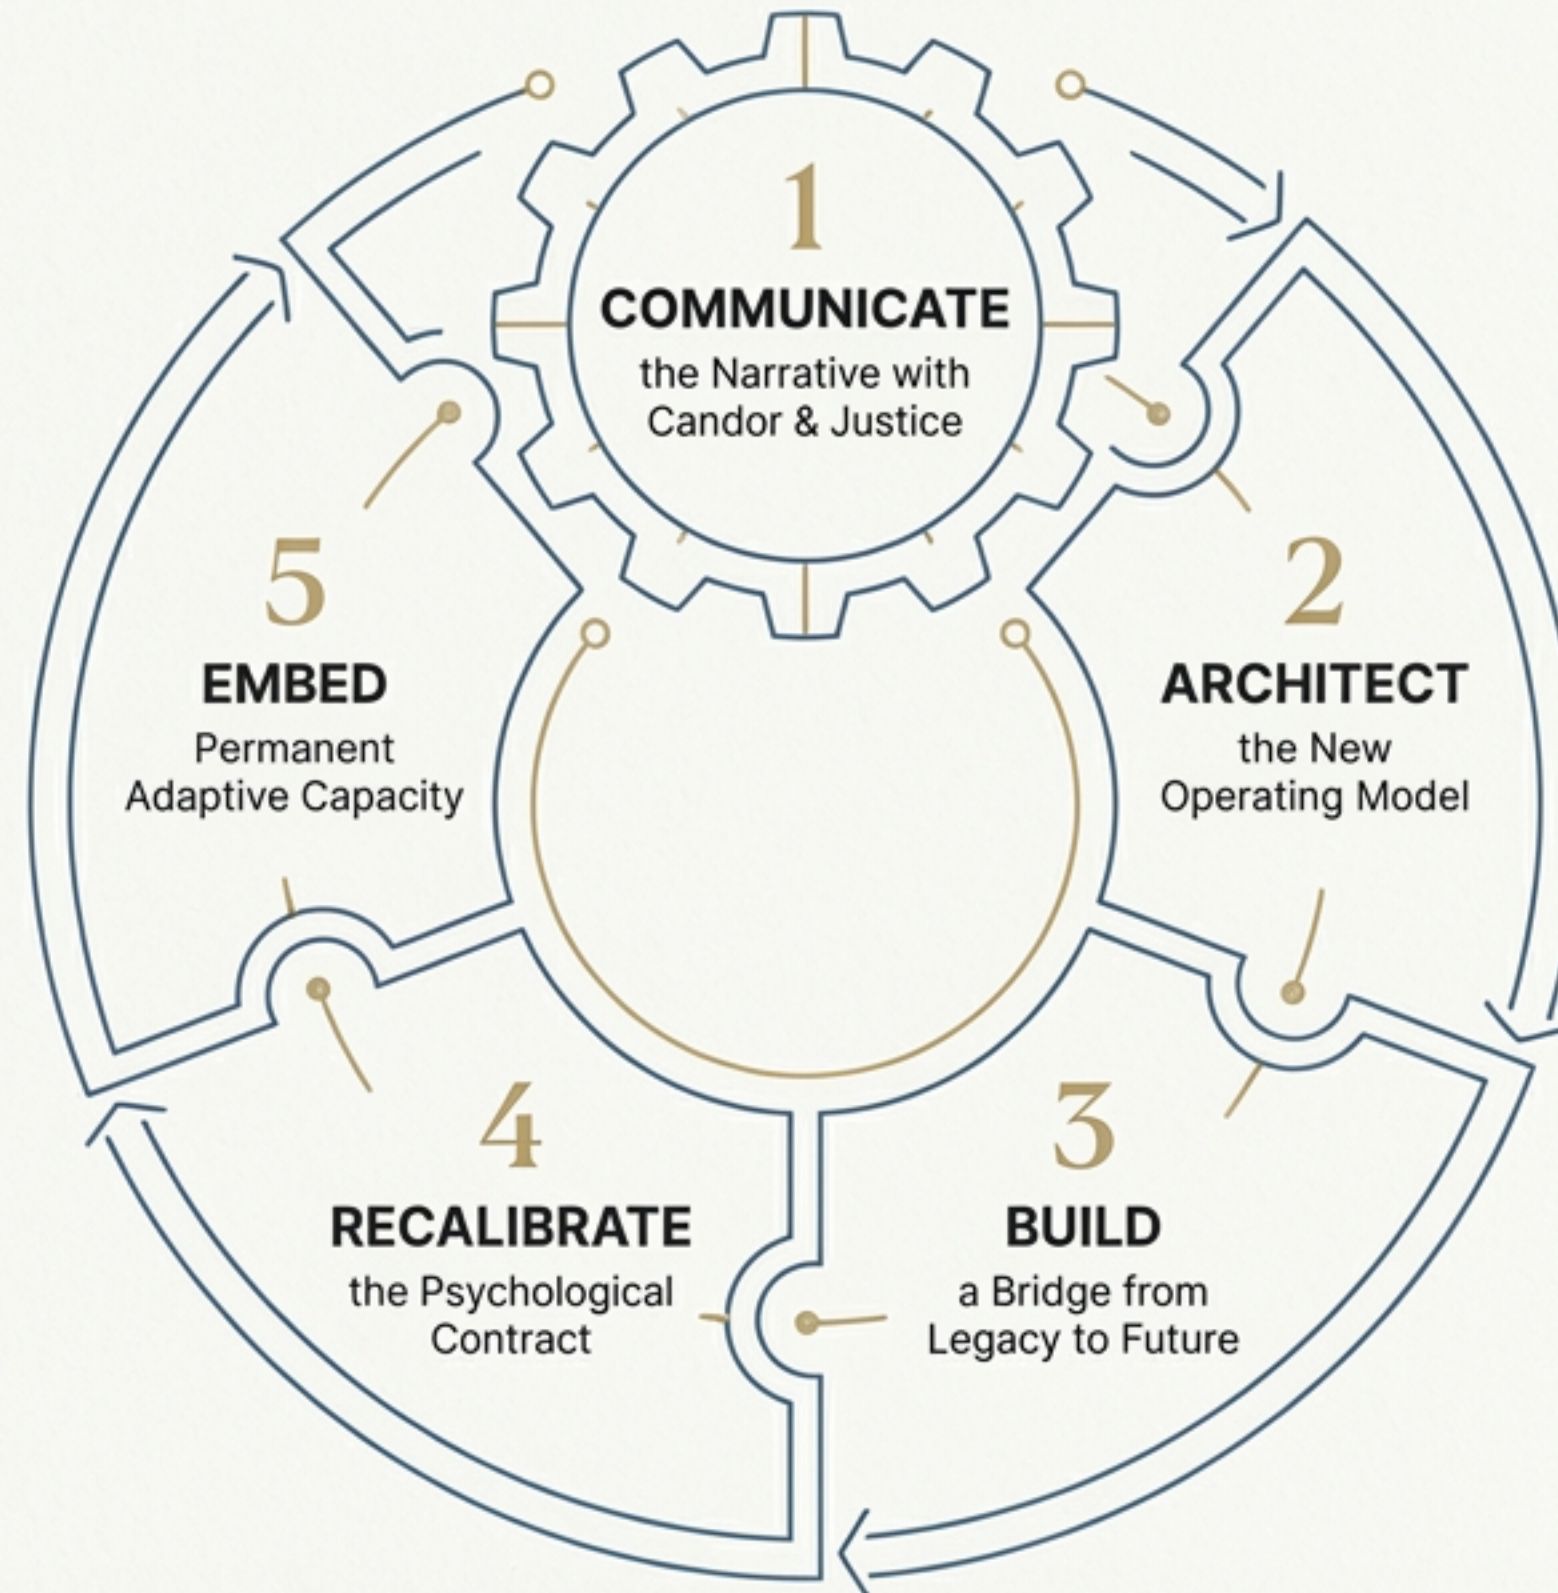 1
COMMUNICATE
the Narrative with
Candor & Justice
2
ARCHITECT
the New
Operating Model
3
BUILD
a Bridge from
Legacy to Future
4
RECALIBRATE
the Psychological
Contract
5
EMBED
Permanent
Adaptive Capacity